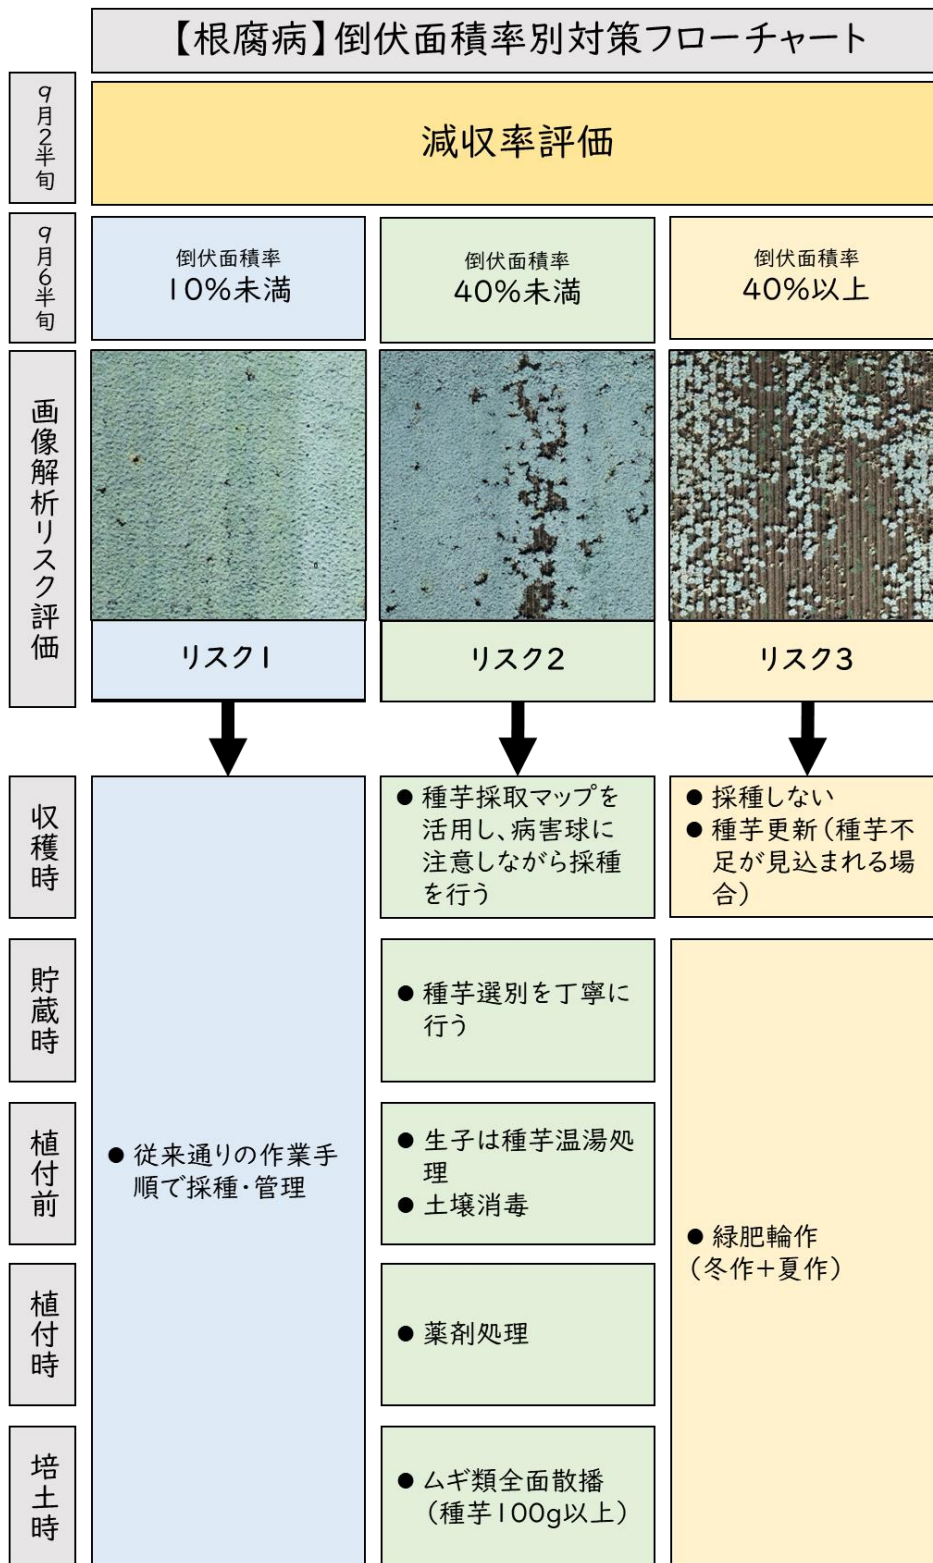 【根腐病】倒伏面積率別対策フローチャート
9月2半旬
減収率評価
9月6半旬
倒伏面積率
10%未満
倒伏面積率
40%未満
倒伏面積率
40%以上
画像解析リスク評価
リスク1
リスク2
リスク3
収穫時
● 種芋採取マップを
活用し、病害球に
注意しながら採種
を行う
● 採種しない
● 種芋更新（種芋不
足が見込まれる場
合）
貯蔵時
● 種芋選別を丁寧に
行う
植付前
● 従来通りの作業手
順で採種・管理
● 生子は種芋温湯処
理
● 土壌消毒
● 緑肥輪作
（冬作+夏作）
植付時
● 薬剤処理
培土時
● ムギ類全面散播
（種芋100g以上）